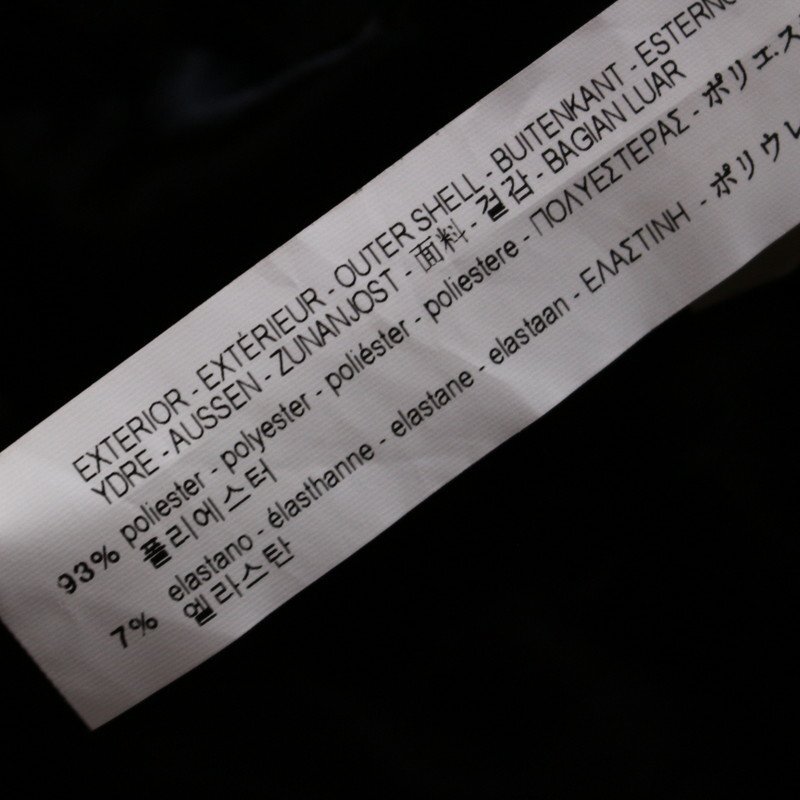 EXTERIOR - EXTÉRIEUR - OUTER SHELL - BUITENKANT - ESTERNO
YDRE - AUSSEN - ZUNANJOST - 面料 - 겉감 - BAGIAN LUAR
93% poliester - polyester - poliéster - poliestere - ΠΟΛΥΕΣΤΕΡΑΣ - ポリエス
폴리에스터
7% elastano - élasthanne - elastane - elastaan - ΕΛΑΣΤΙΝΗ - ポリウレ
엘라스탄